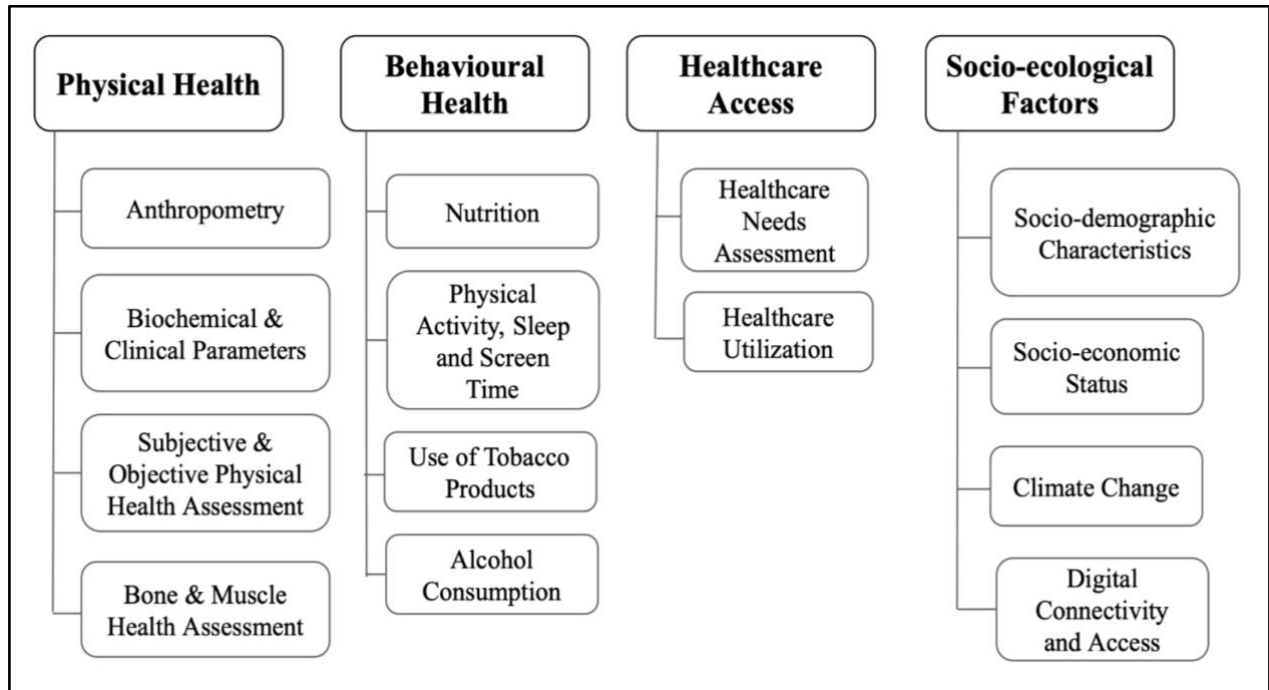 Physical Health
Anthropometry
Biochemical &
Clinical Parameters
Subjective &
Objective Physical
Health Assessment
Bone & Muscle
Health Assessment
Behavioural
Health
Nutrition
Physical
Activity, Sleep
and Screen
Time
Use of Tobacco
Products
Alcohol
Consumption
Healthcare
Access
Healthcare
Needs
Assessment
Healthcare
Utilization
Socio-ecological
Factors
Socio-demographic
Characteristics
Socio-economic
Status
Climate Change
Digital
Connectivity
and Access